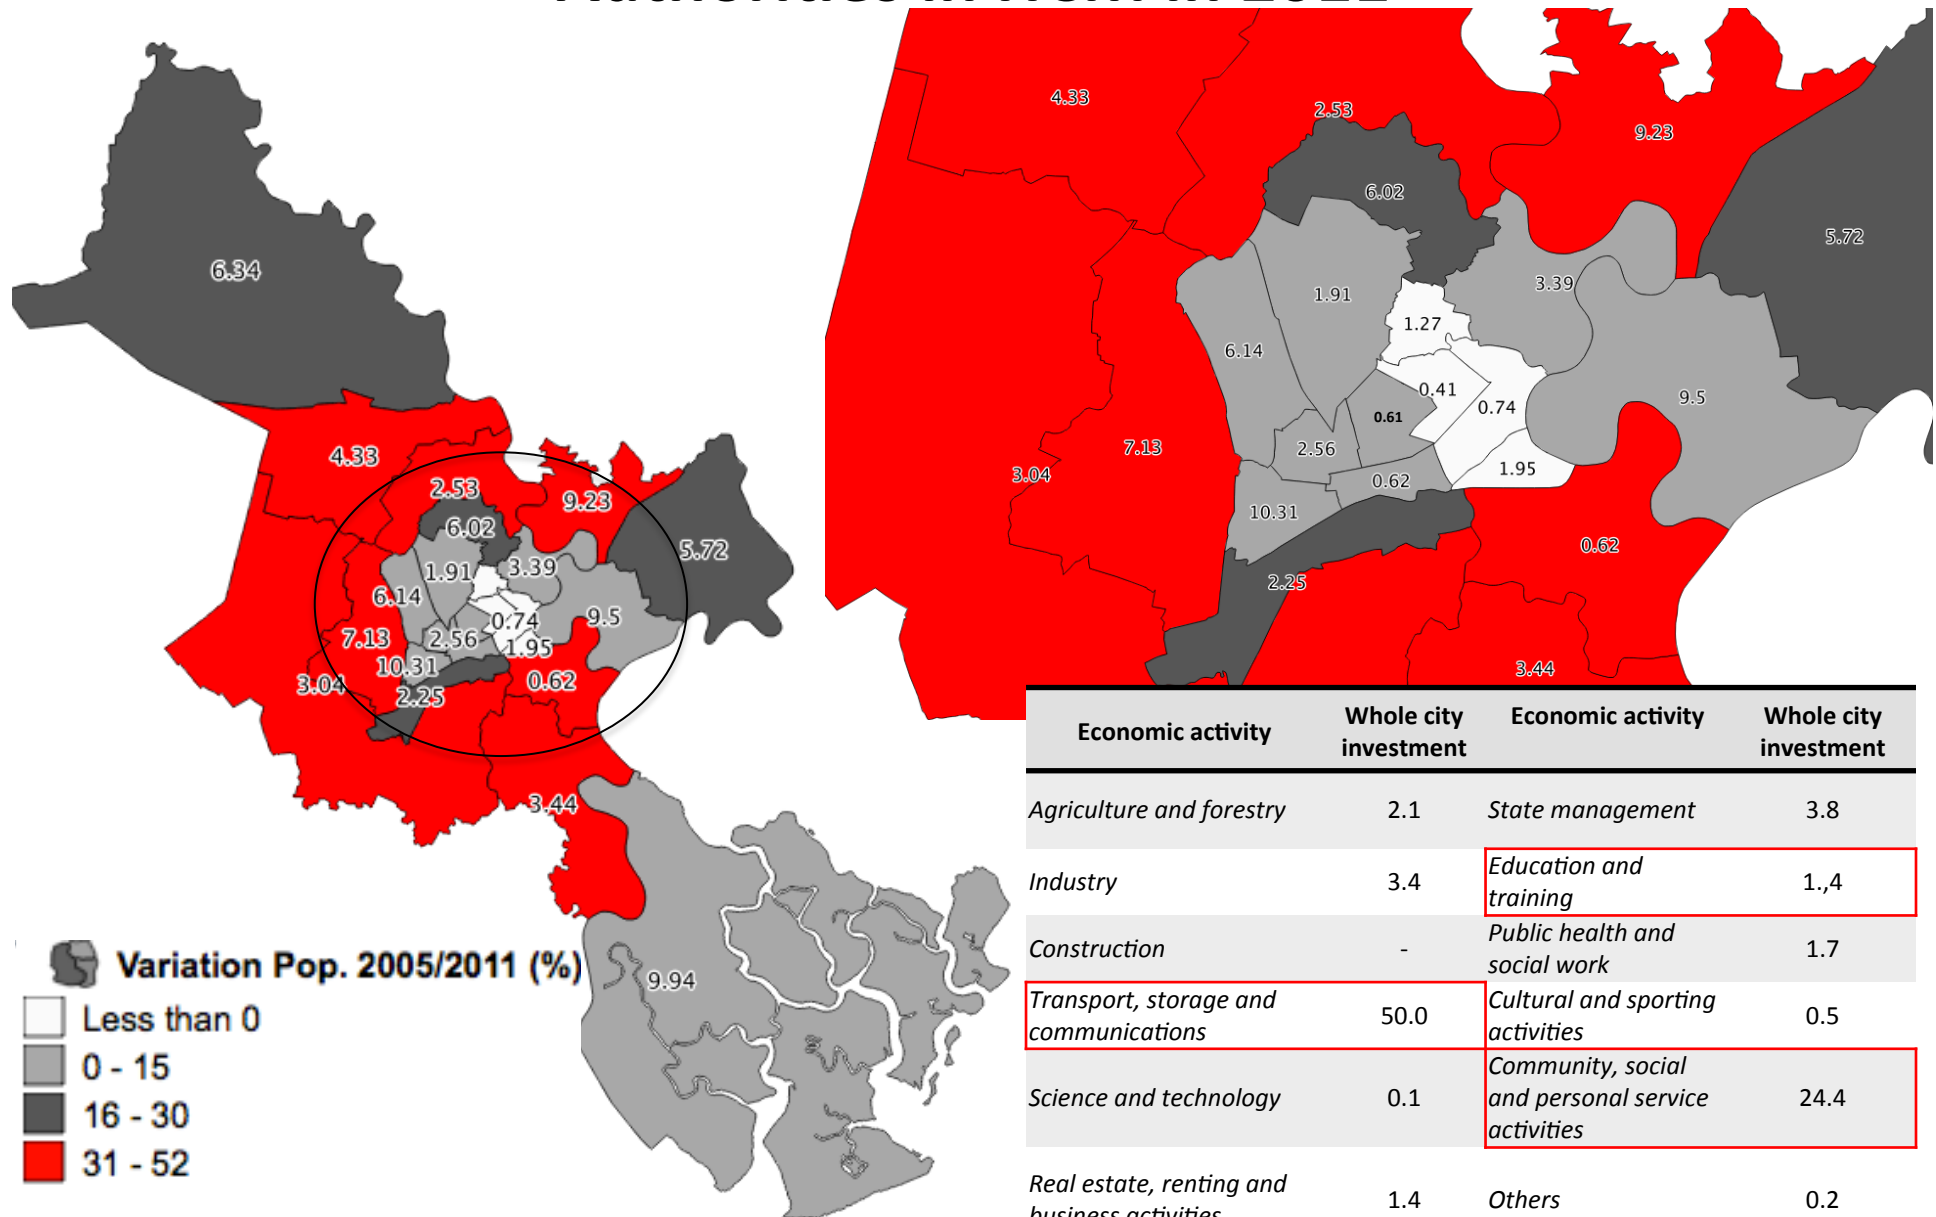 Authorities in
6.34
4.33
2.53
9.23
6.02
5.72
1.91
3.39
6.14
0.74
9.5
7.13
2.56
1.95
10.31
3.04
2.25
0.62
3.44
9.94
4.33
2.53
9.23
6.02
5.72
1.91
3.39
1.27
6.14
0.41
0.74
9.5
0.61
7.13
2.56
3.04
1.95
0.62
10.31
0.62
2.25
3.44
Variation Pop. 2005/2011 (%)
Less than 0
0 - 15
16 - 30
31 - 52
Economic activity
Whole city
investment
Economic activity
Whole city
investment
Agriculture and forestry
2.1
State management
3.8
Industry
3.4
Education and
training
1.,4
Construction
-
Public health and
social work
1.7
Transport, storage and
communications
50.0
Cultural and sporting
activities
0.5
Science and technology
0.1
Community, social
and personal service
activities
24.4
Real estate, renting and
business activities
1.4
Others
0.2